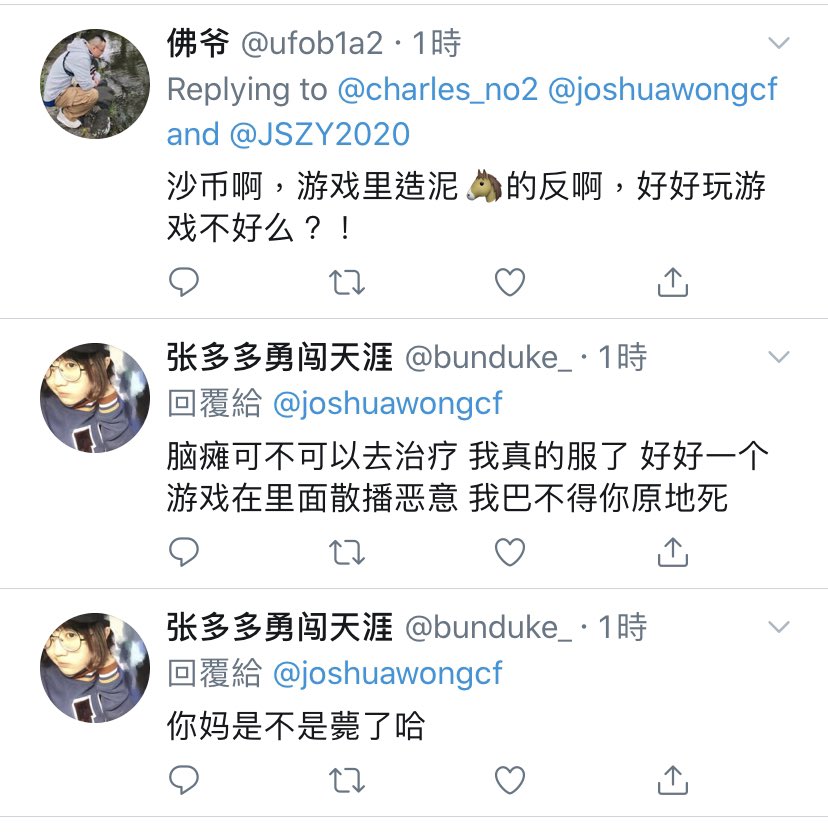 佛爷 @ufob1a2 · 1時
Replying to @charles_no2 @joshuawongcf
and @JSZY2020
沙币啊，游戏里造泥🐴的反啊，好好玩游
戏不好么？！
张多多勇闯天涯 @bunduke_ · 1時
回覆給 @joshuawongcf
脑瘫可不可以去治疗 我真的服了 好好一个
游戏在里面散播恶意 我巴不得你原地死
张多多勇闯天涯 @bunduke_ · 1時
回覆給 @joshuawongcf
你妈是不是薨了哈